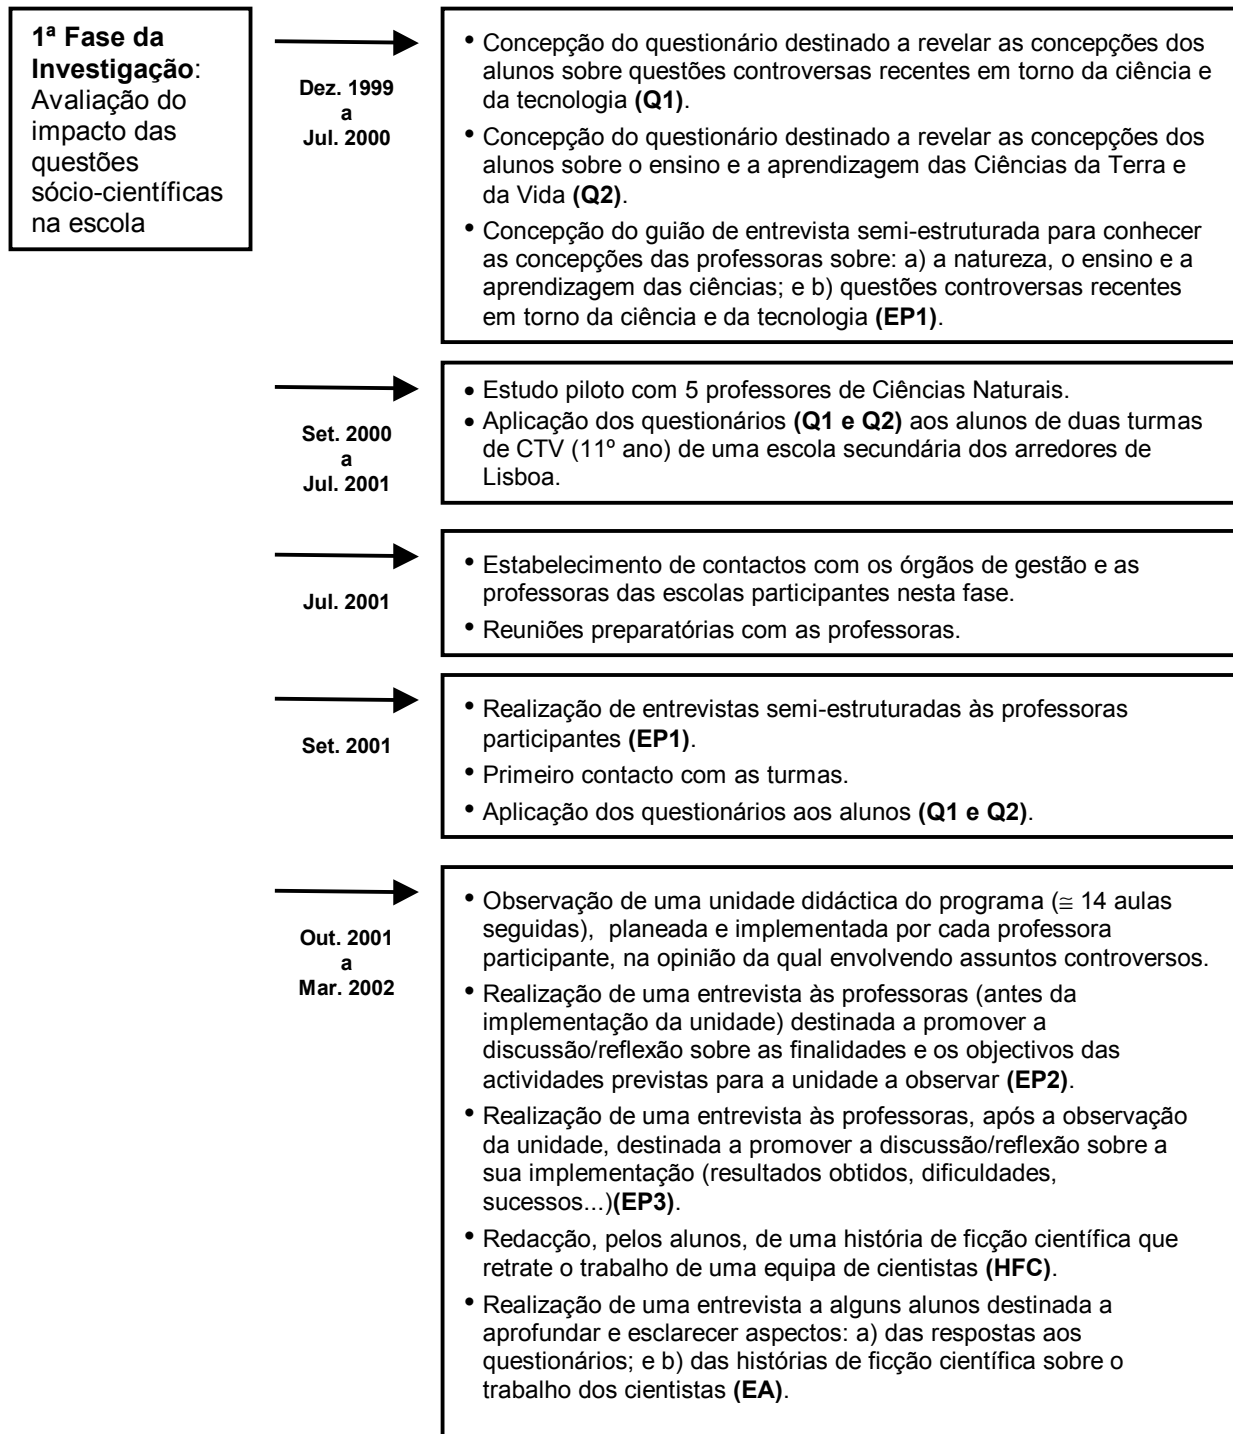 1ª Fase da
Investigação:
Avaliação do
impacto das
questões
sócio-científicas
na escola
Dez. 1999
a
Jul. 2000
• Concepção do questionário destinado a revelar as concepções dos
alunos sobre questões controversas recentes em torno da ciência e
da tecnologia (Q1).
• Concepção do questionário destinado a revelar as concepções dos
alunos sobre o ensino e a aprendizagem das Ciências da Terra e
da Vida (Q2).
• Concepção do guião de entrevista semi-estruturada para conhecer
as concepções das professoras sobre: a) a natureza, o ensino e a
aprendizagem das ciências; e b) questões controversas recentes
em torno da ciência e da tecnologia (EP1).
Set. 2000
a
Jul. 2001
• Estudo piloto com 5 professores de Ciências Naturais.
• Aplicação dos questionários (Q1 e Q2) aos alunos de duas turmas
de CTV (11º ano) de uma escola secundária dos arredores de
Lisboa.
Jul. 2001
• Estabelecimento de contactos com os órgãos de gestão e as
professoras das escolas participantes nesta fase.
• Reuniões preparatórias com as professoras.
Set. 2001
• Realização de entrevistas semi-estruturadas às professoras
participantes (EP1).
• Primeiro contacto com as turmas.
• Aplicação dos questionários aos alunos (Q1 e Q2).
Out. 2001
a
Mar. 2002
• Observação de uma unidade didáctica do programa (≅ 14 aulas
seguidas), planeada e implementada por cada professora
participante, na opinião da qual envolvendo assuntos controversos.
• Realização de uma entrevista às professoras (antes da
implementação da unidade) destinada a promover a
discussão/reflexão sobre as finalidades e os objectivos das
actividades previstas para a unidade a observar (EP2).
• Realização de uma entrevista às professoras, após a observação
da unidade, destinada a promover a discussão/reflexão sobre a
sua implementação (resultados obtidos, dificuldades,
sucessos...)(EP3).
• Redacção, pelos alunos, de uma história de ficção científica que
retrate o trabalho de uma equipa de cientistas (HFC).
• Realização de uma entrevista a alguns alunos destinada a
aprofundar e esclarecer aspectos: a) das respostas aos
questionários; e b) das histórias de ficção científica sobre o
trabalho dos cientistas (EA).